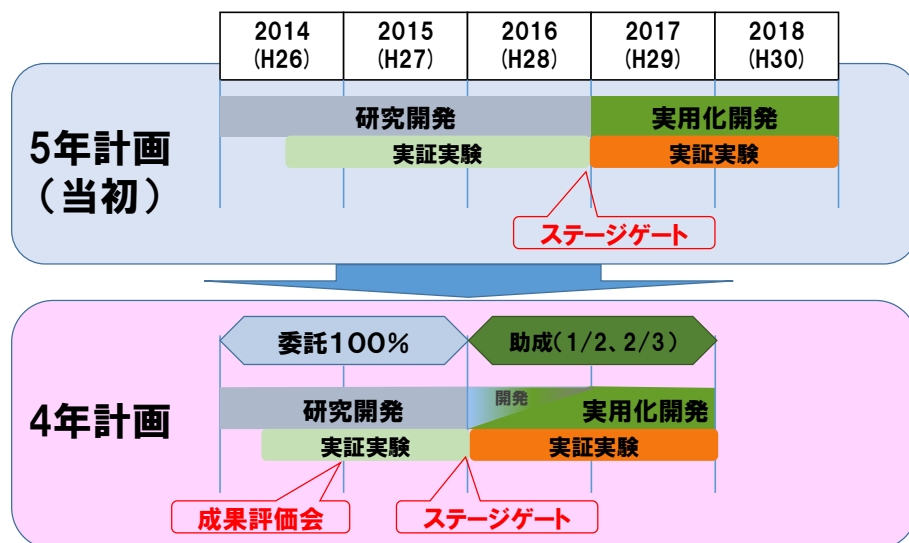 2014
(H26)
2015
(H27)
2016
(H28)
2017
(H29)
2018
(H30)
5年計画
（当初）
研究開発
実用化開発
実証実験
実証実験
ステージゲート
4年計画
委託100%
助成(1/2、2/3)
研究開発
開発
実用化開発
実証実験
実証実験
成果評価会
ステージゲート